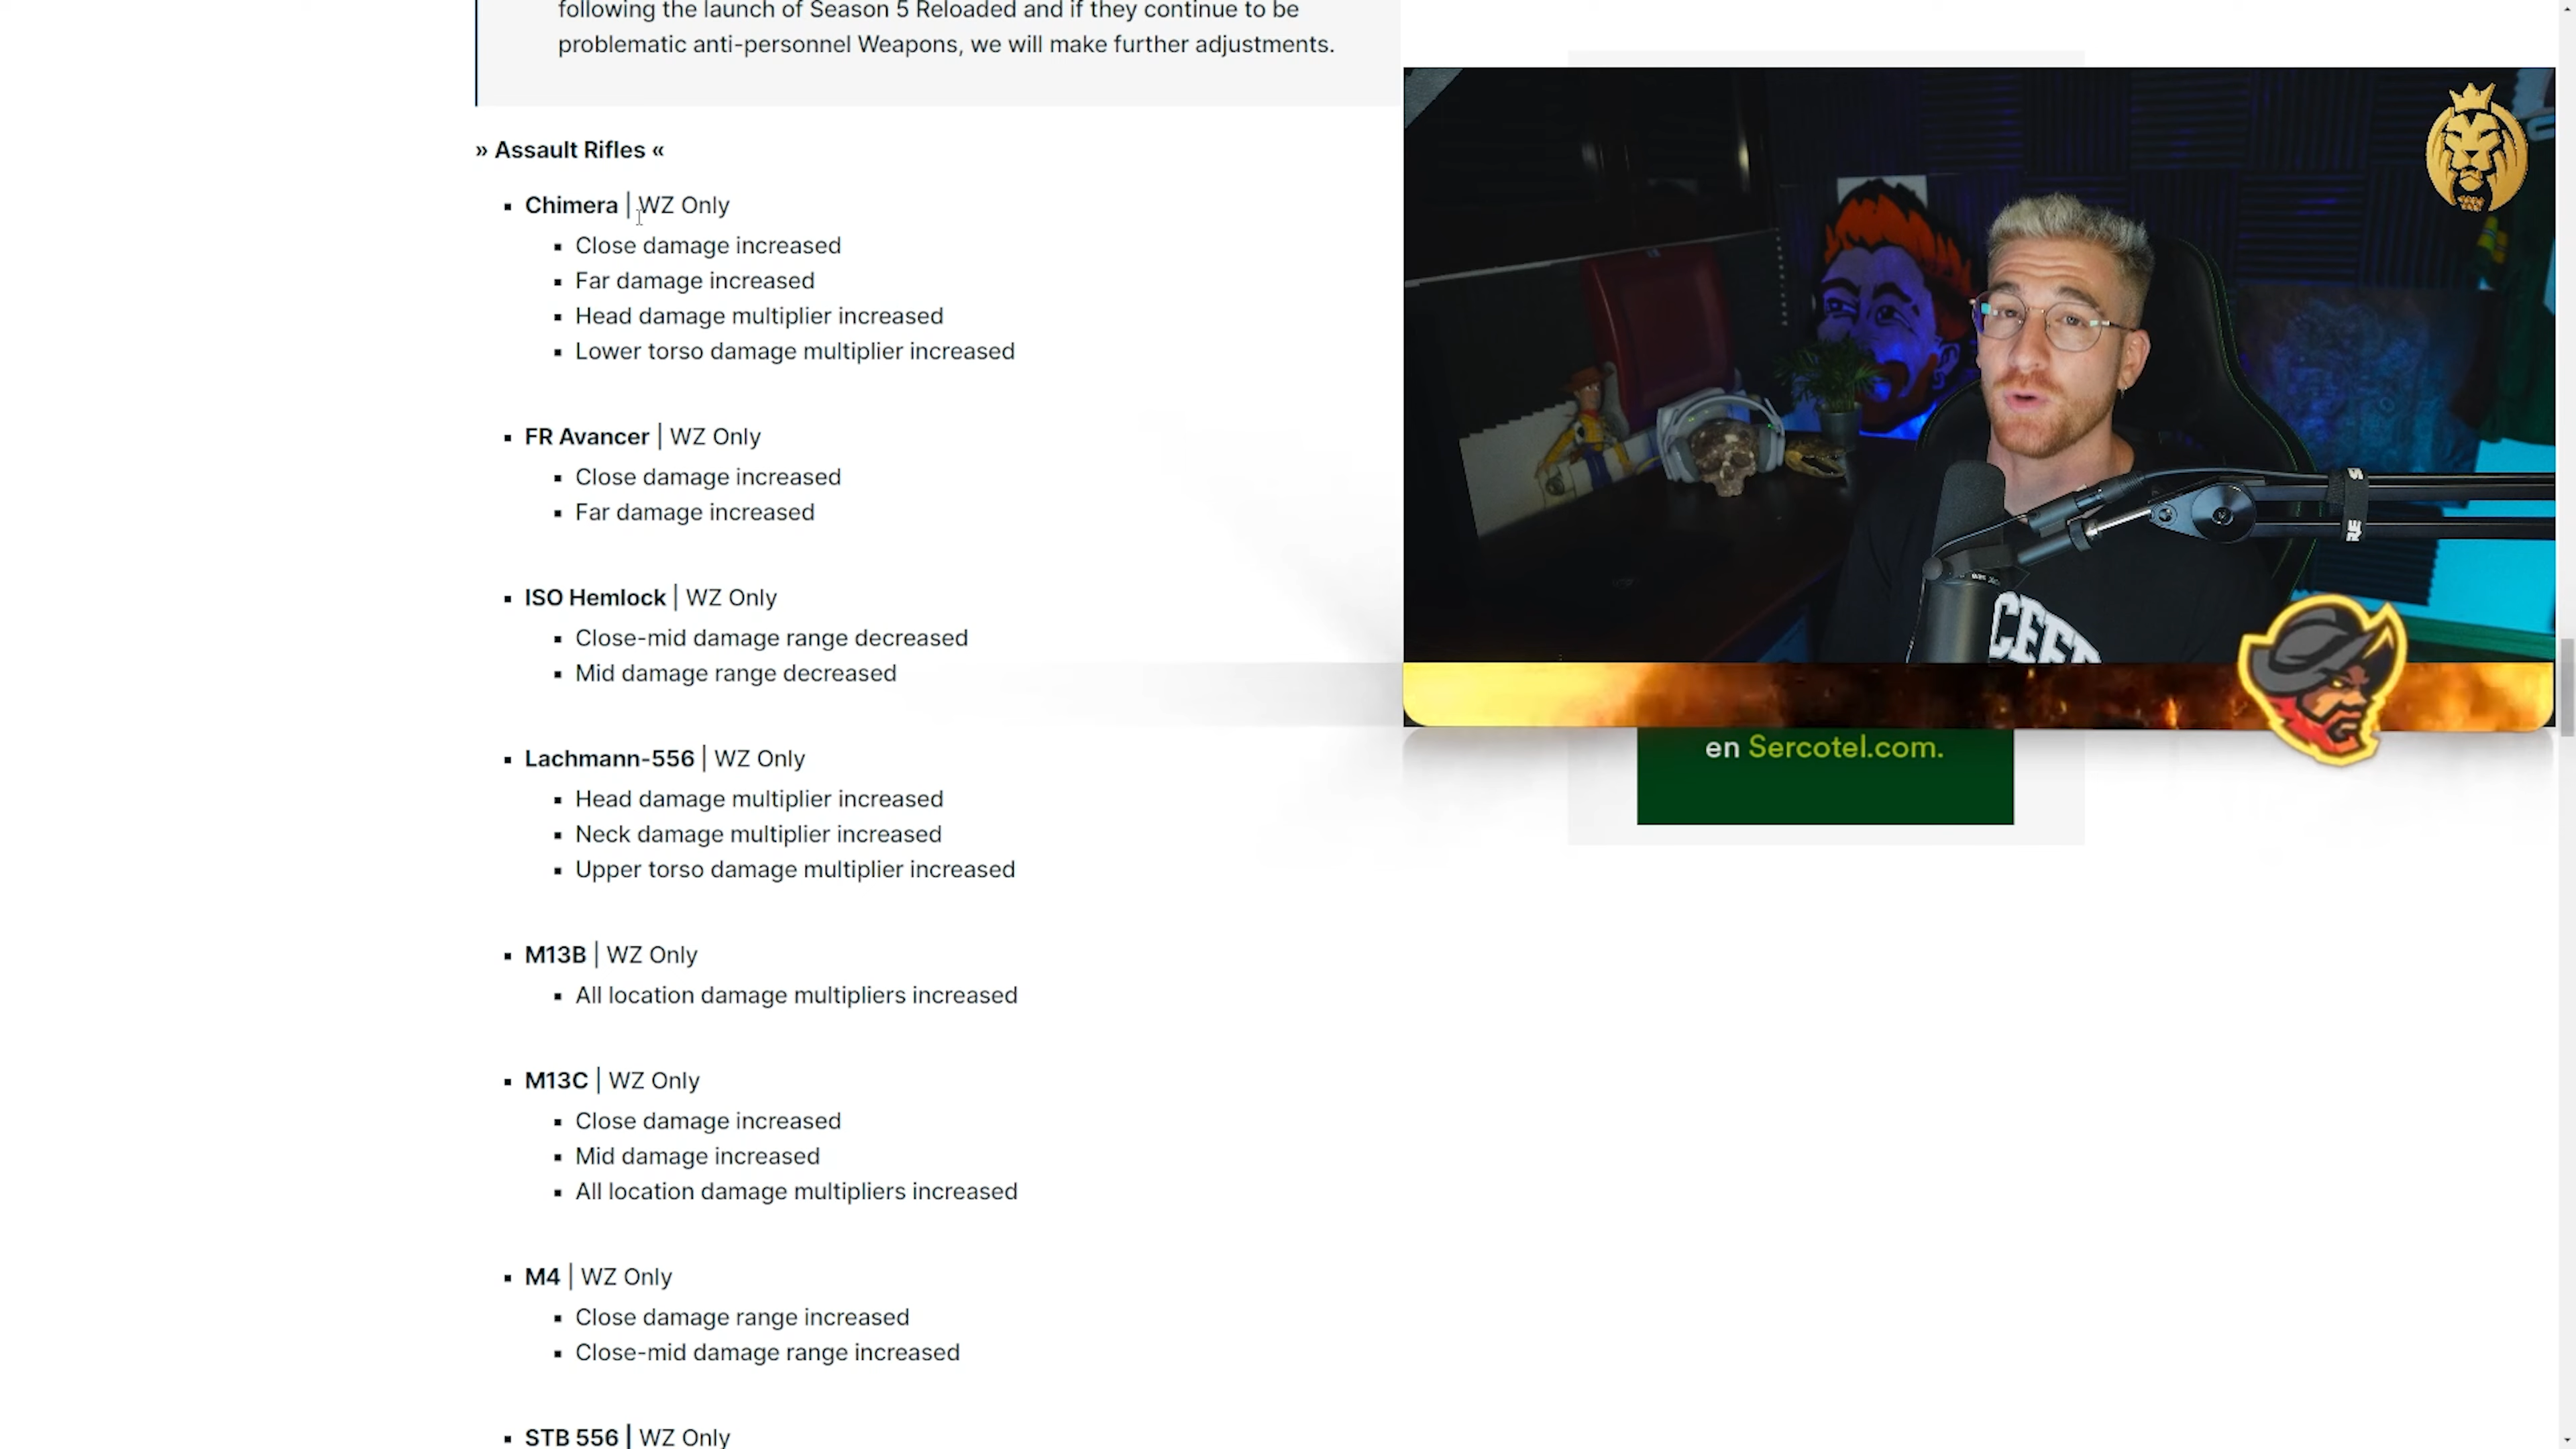 following the launch of Season 5 Reloaded and if they continue to be
problematic anti-personnel Weapons, we will make further adjustments.
» Assault Rifles «
Chimera | WZ Only
Close damage increased
Far damage increased
Head damage multiplier increased
Lower torso damage multiplier increased
FR Avancer | WZ Only
Close damage increased
Far damage increased
ISO Hemlock | WZ Only
Close-mid damage range decreased
Mid damage range decreased
Lachmann-556 | WZ Only
Head damage multiplier increased
Neck damage multiplier increased
Upper torso damage multiplier increased
M13B | WZ Only
All location damage multipliers increased
M13C | WZ Only
Close damage increased
Mid damage increased
All location damage multipliers increased
M4 | WZ Only
Close damage range increased
Close-mid damage range increased
STB 556 | WZ Only
en Sercotel.com.